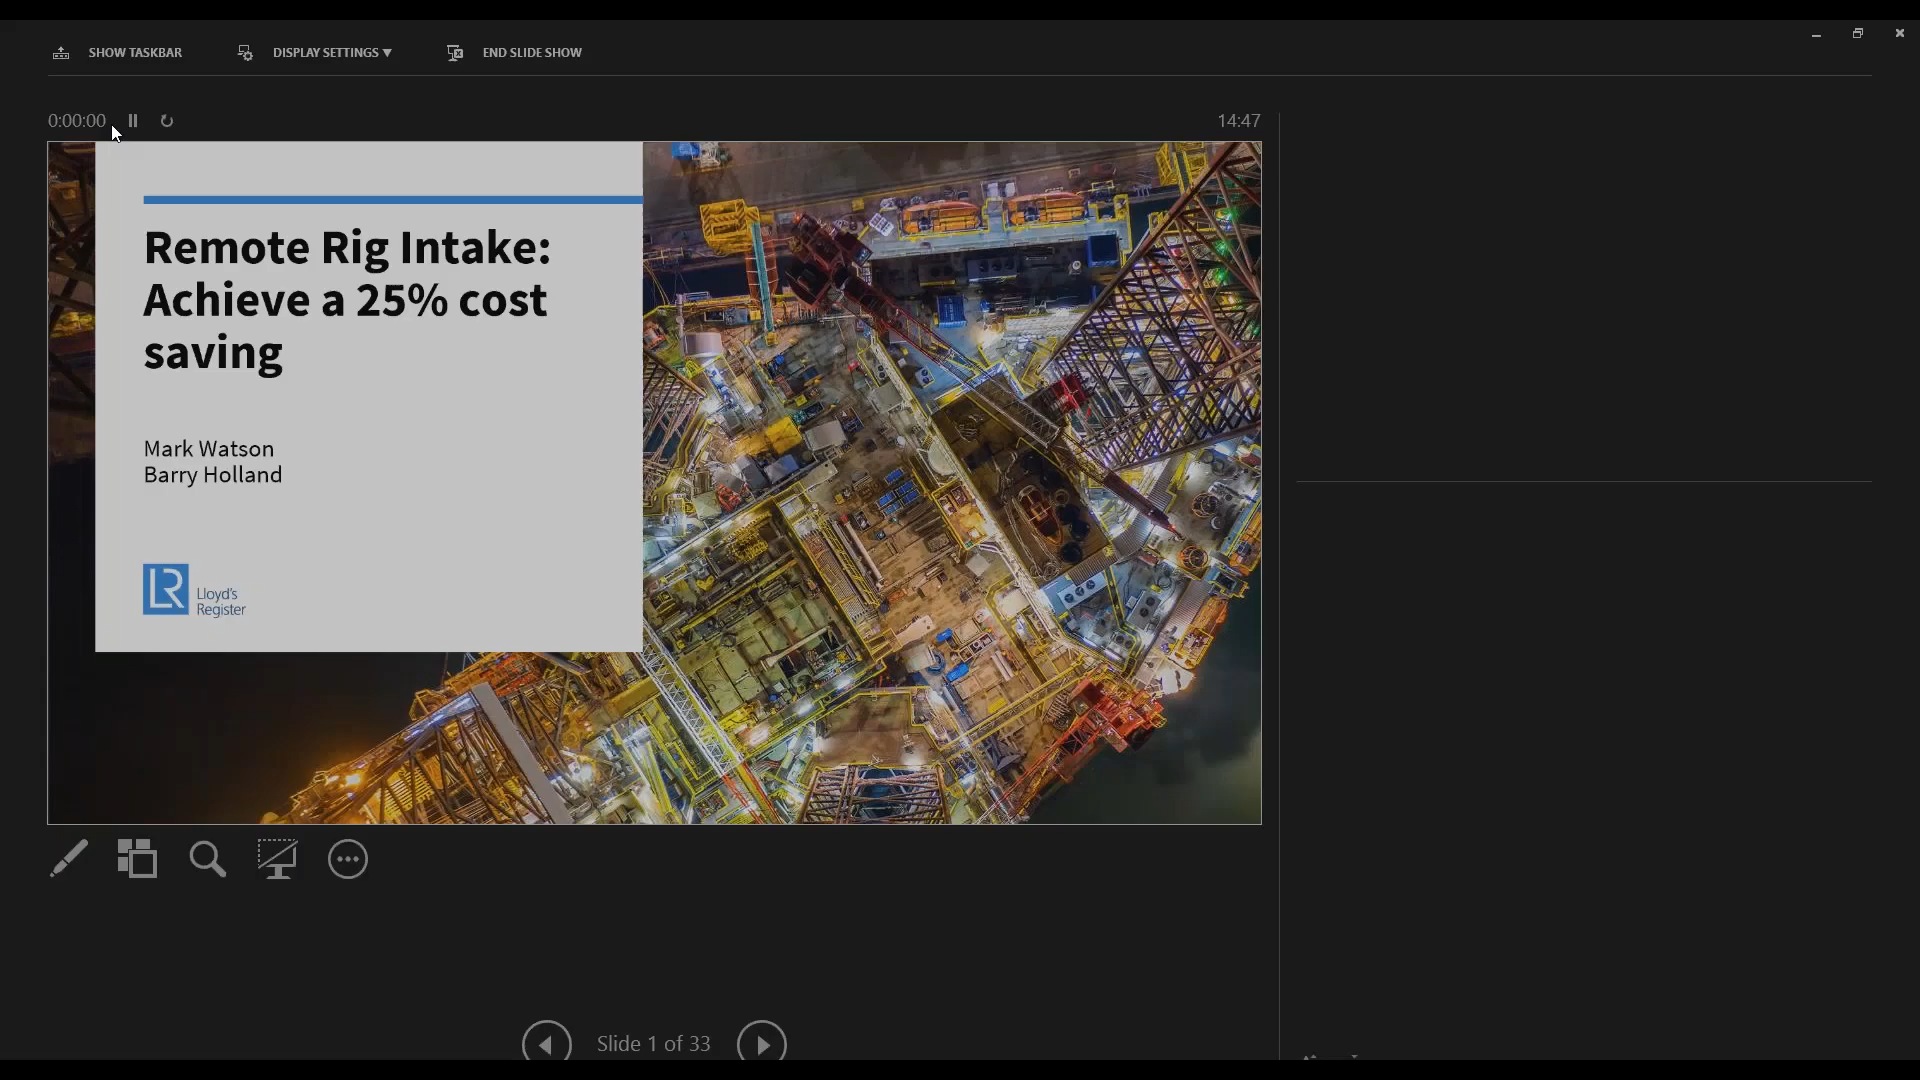 SHOW TASKBAR
DISPLAY SETTINGS ▼
END SLIDE SHOW
0:00:00
14:47
Remote Rig Intake:
Achieve a 25% cost
saving
Mark Watson
Barry Holland
LR
Lloyd's
Register
Slide 1 of 33